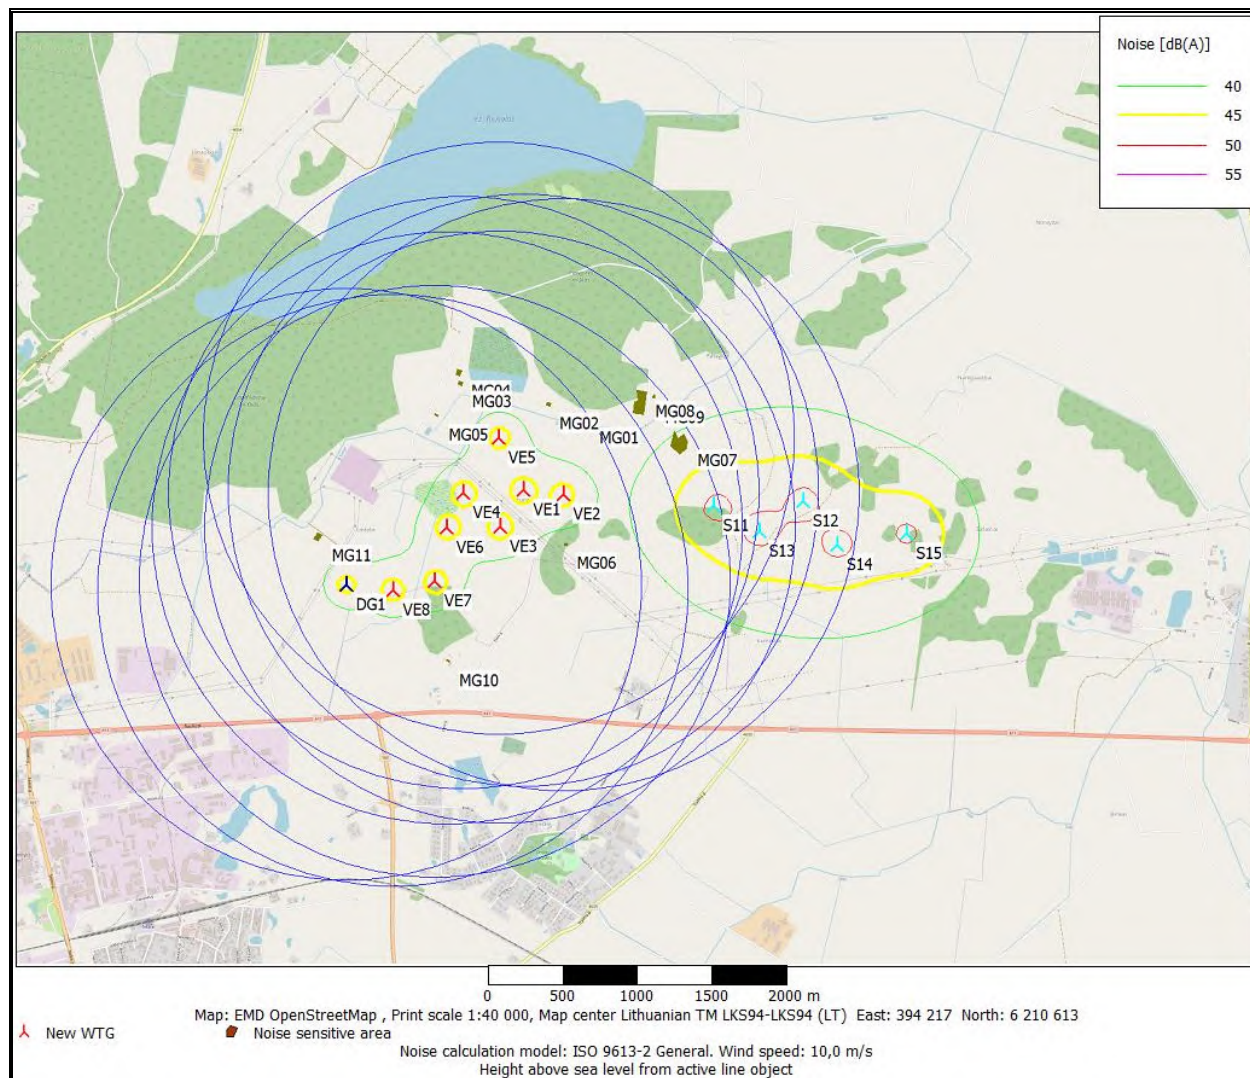 Noise [dB(A)]
40
45
50
55
MG04
MG03
MG08
MG09
MG02
MG05
MG01
VE5
MG07
VE4
VE1
VE2
S11
S12
VE6
VE3
S13
S14
S15
MG11
MG06
DG1
VE8
VE7
MG10
0 500 1000 1500 2000 m
Map: EMD OpenStreetMap , Print scale 1:40 000, Map center Lithuanian TM LKS94-LKS94 (LT) East: 394 217 North: 6 210 613
New WTG
Noise sensitive area
Noise calculation model: ISO 9613-2 General. Wind speed: 10,0 m/s
Height above sea level from active line object